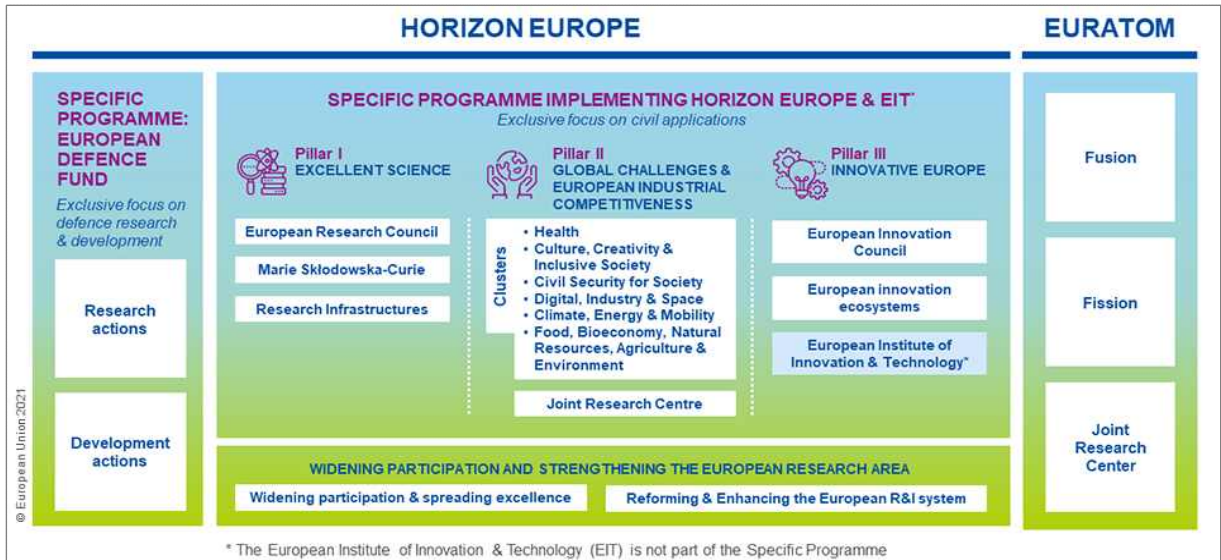 HORIZON EUROPE
EURATOM
SPECIFIC
PROGRAMME:
EUROPEAN
DEFENCE
FUND
Exclusive focus on
defence research
& development
Research
actions
Development
actions
SPECIFIC PROGRAMME IMPLEMENTING HORIZON EUROPE & EIT*
Exclusive focus on civil applications
Pillar I
EXCELLENT SCIENCE
European Research Council
Marie Skłodowska-Curie
Research Infrastructures
Pillar II
GLOBAL CHALLENGES &
EUROPEAN INDUSTRIAL
COMPETITIVENESS
Clusters
• Health
• Culture, Creativity &
Inclusive Society
• Civil Security for Society
• Digital, Industry & Space
• Climate, Energy & Mobility
• Food, Bioeconomy, Natural
Resources, Agriculture &
Environment
Joint Research Centre
Pillar III
INNOVATIVE EUROPE
European Innovation
Council
European innovation
ecosystems
European Institute of
Innovation & Technology*
WIDENING PARTICIPATION AND STRENGTHENING THE EUROPEAN RESEARCH AREA
Widening participation & spreading excellence
Reforming & Enhancing the European R&I system
Fusion
Fission
Joint
Research
Center
© European Union 2021
* The European Institute of Innovation & Technology (EIT) is not part of the Specific Programme